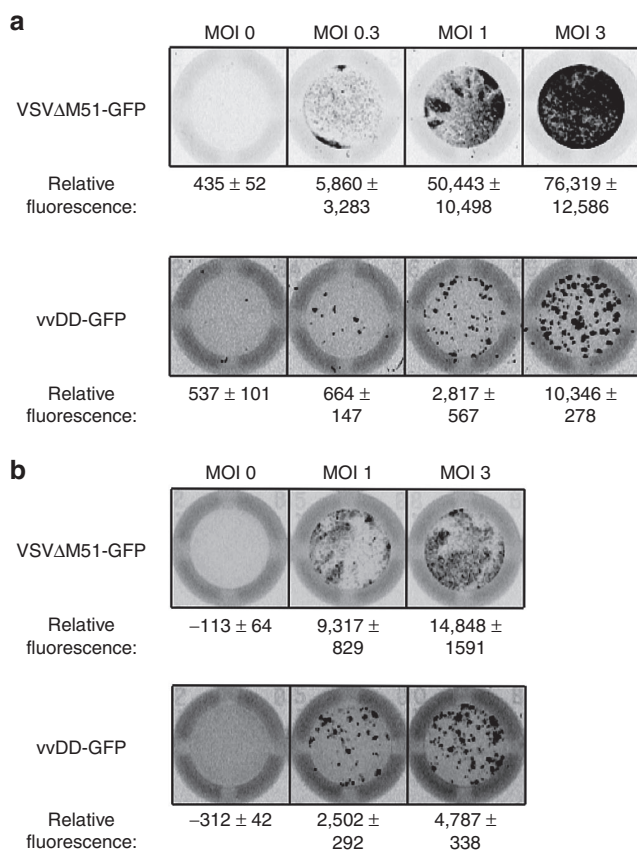 a
MOI 0 MOI 0.3 MOI 1 MOI 3
VSVΔM51-GFP
Relative fluorescence: 435 ± 52 5,860 ± 3,283 50,443 ± 10,498 76,319 ± 12,586
vvDD-GFP
Relative fluorescence: 537 ± 101 664 ± 147 2,817 ± 567 10,346 ± 278
b
MOI 0 MOI 1 MOI 3
VSVΔM51-GFP
Relative fluorescence: −113 ± 64 9,317 ± 829 14,848 ± 1591
vvDD-GFP
Relative fluorescence: −312 ± 42 2,502 ± 292 4,787 ± 338